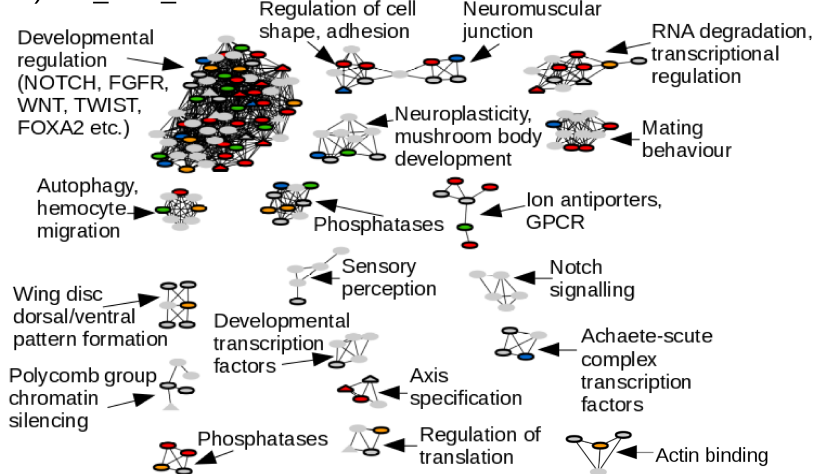 Regulation of cell
shape, adhesion
Neuromuscular
junction
Developmental
regulation
(NOTCH, FGFR,
WNT, TWIST,
FOXA2 etc.)
RNA degradation,
transcriptional
regulation
Neuroplasticity,
mushroom body
development
Mating
behaviour
Autophagy,
hemocyte
migration
Phosphatases
Ion antiporters,
GPCR
Sensory
perception
Notch
signalling
Wing disc
dorsal/ventral
pattern formation
Developmental
transcription
factors
Achaete-scute
complex
transcription
factors
Polycomb group
chromatin
silencing
Axis
specification
Phosphatases
Regulation of
translation
Actin binding